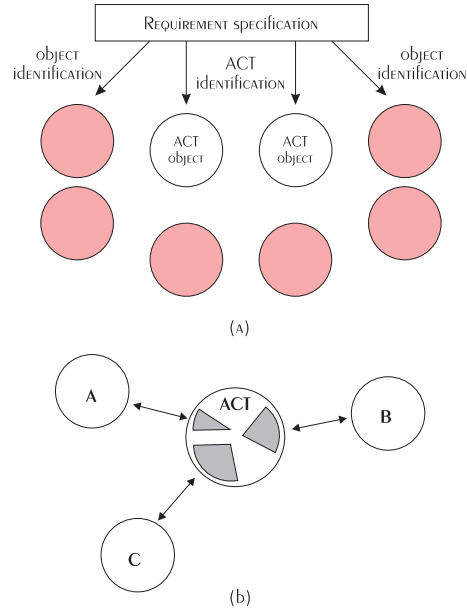 Requirement specification
object
identification
ACT
identification
object
identification
ACT
object
ACT
object
(A)
A
ACT
B
C
(b)